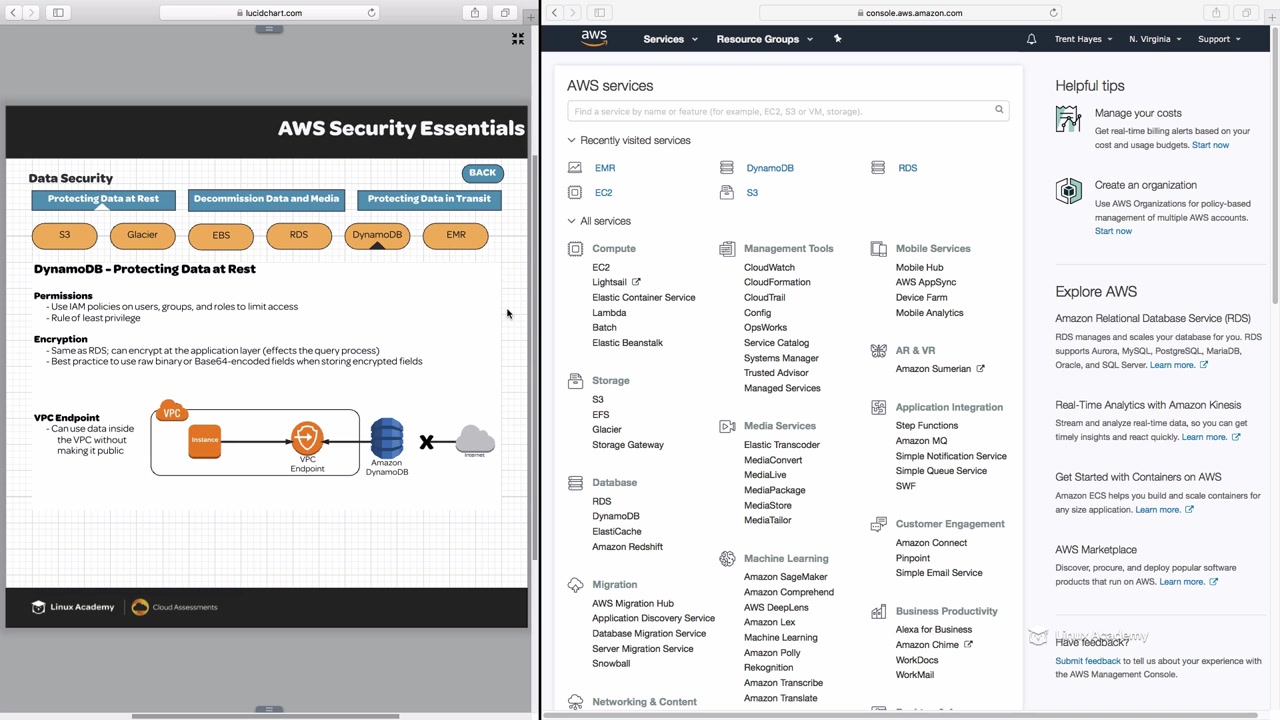 lucidchart.com
AWS Security Essentials
Data Security
BACK
Protecting Data at Rest
Decommission Data and Media
Protecting Data in Transit
S3
Glacier
EBS
RDS
DynamoDB
EMR
DynamoDB - Protecting Data at Rest
Permissions
- Use IAM policies on users, groups, and roles to limit access
- Rule of least privilege
Encryption
- Same as RDS; can encrypt at the application layer (effects the query process)
- Best practice to use raw binary or Base64-encoded fields when storing encrypted fields
VPC Endpoint
- Can use data inside
the VPC without
making it public
VPC
Instance
VPC
Endpoint
Amazon
DynamoDB
X
Internet
Linux Academy
Cloud Assessments
console.aws.amazon.com
aws
Services
Resource Groups
Trent Hayes
N. Virginia
Support
AWS services
Find a service by name or feature (for example, EC2, S3 or VM, storage).
Recently visited services
EMR
DynamoDB
RDS
EC2
S3
All services
Compute
EC2
Lightsail
Elastic Container Service
Lambda
Batch
Elastic Beanstalk
Storage
S3
EFS
Glacier
Storage Gateway
Database
RDS
DynamoDB
ElastiCache
Amazon Redshift
Migration
AWS Migration Hub
Application Discovery Service
Database Migration Service
Server Migration Service
Snowball
Networking & Content
Management Tools
CloudWatch
CloudFormation
CloudTrail
Config
OpsWorks
Service Catalog
Systems Manager
Trusted Advisor
Managed Services
Media Services
Elastic Transcoder
MediaConvert
MediaLive
MediaPackage
MediaStore
MediaTailor
Machine Learning
Amazon SageMaker
Amazon Comprehend
AWS DeepLens
Amazon Lex
Machine Learning
Amazon Polly
Rekognition
Amazon Transcribe
Amazon Translate
Mobile Services
Mobile Hub
AWS AppSync
Device Farm
Mobile Analytics
AR & VR
Amazon Sumerian
Application Integration
Step Functions
Amazon MQ
Simple Notification Service
Simple Queue Service
SWF
Customer Engagement
Amazon Connect
Pinpoint
Simple Email Service
Business Productivity
Alexa for Business
Amazon Chime
WorkDocs
WorkMail
Helpful tips
Manage your costs
Get real-time billing alerts based on your
cost and usage budgets. Start now
Create an organization
Use AWS Organizations for policy-based
management of multiple AWS accounts.
Start now
Explore AWS
Amazon Relational Database Service (RDS)
RDS manages and scales your database for you. RDS
supports Aurora, MySQL, PostgreSQL, MariaDB,
Oracle, and SQL Server. Learn more.
Real-Time Analytics with Amazon Kinesis
Stream and analyze real-time data, so you can get
timely insights and react quickly. Learn more.
Get Started with Containers on AWS
Amazon ECS helps you build and scale containers for
any size application. Learn more.
AWS Marketplace
Discover, procure, and deploy popular software
products that run on AWS. Learn more.
Linux Academy
Have feedback?
Submit feedback to tell us about your experience with
the AWS Management Console.